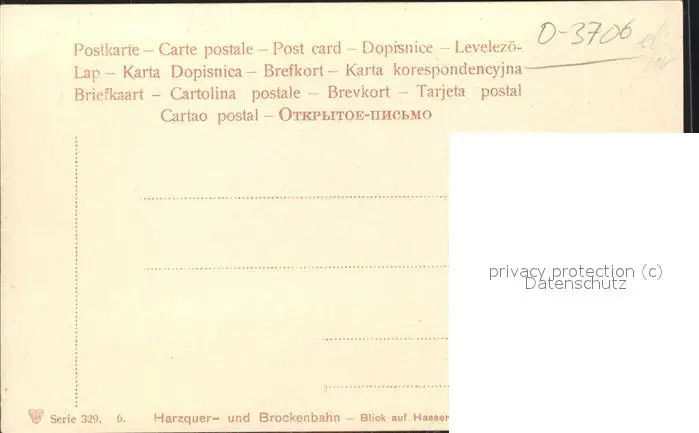 O-3706
Postkarte – Carte postale – Post card – Dopisnice – Levelezö-
Lap – Karta Dopisnica – Brefkort – Karta korespondencyjna
Briefkaart – Cartolina postale – Brevkort – Tarjeta postal
Cartao postal – Открытое-письмо
privacy protection (c)
Datenschutz
Serie 329. 6. Harzquer- und Brockenbahn – Blick auf Hasser